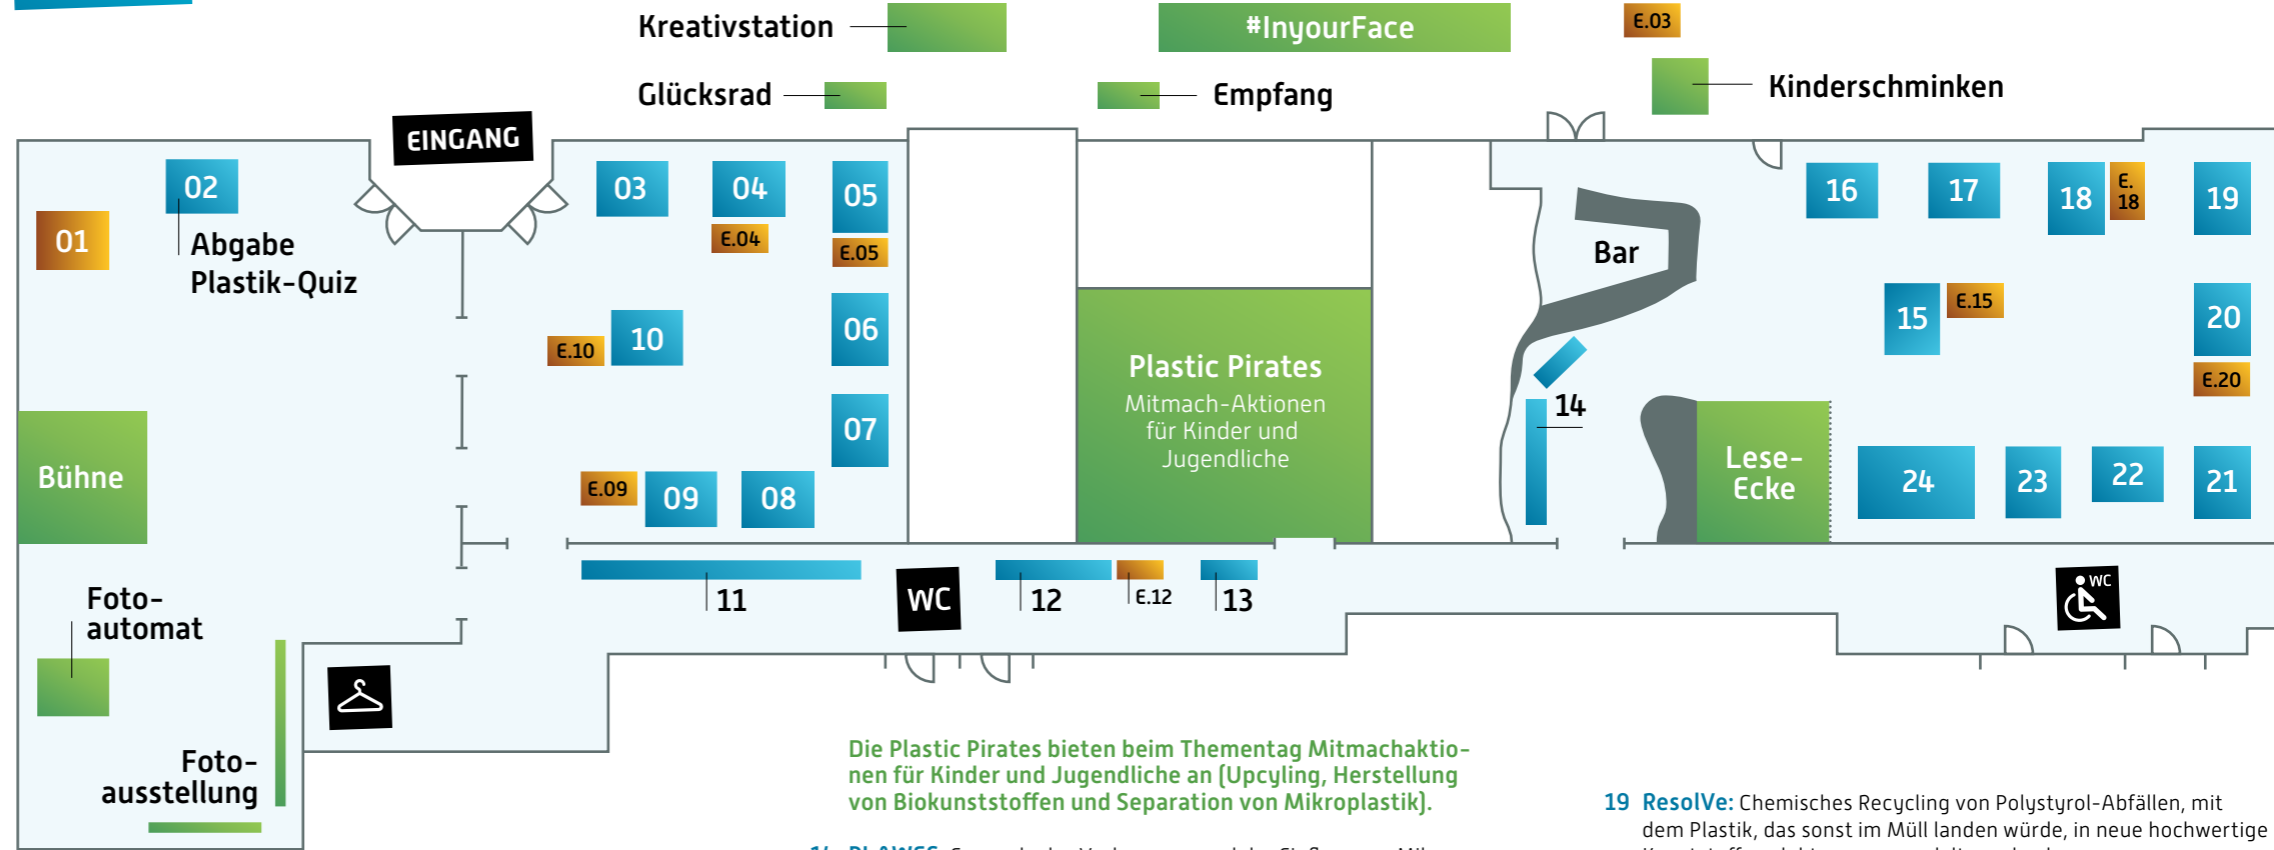 Kreativstation
#InyourFace
E.03
Glücksrad
Empfang
Kinderschminken
EINGANG
02
03
04
05
16
17
18
E.
18
19
01
Abgabe
Plastik-Quiz
E.04
E.05
Bar
10
E.10
06
15
E.15
20
E.20
Plastic Pirates
Mitmach-Aktionen
für Kinder und
Jugendliche
07
14
Bühne
E.09
09
08
Lese-
Ecke
24
23
22
21
Foto-
automat
11
WC
12
E.12
13
WC
Foto-
ausstellung
Die Plastic Pirates bieten beim Thementag Mitmachaktio-
nen für Kinder und Jugendliche an (Upcyling, Herstellung
von Biokunststoffen und Separation von Mikroplastik).
19 ResolVe: Chemisches Recycling von Polystyrol-Abfällen, mit
dem Plastik, das sonst im Müll landen würde, in neue hochwertige